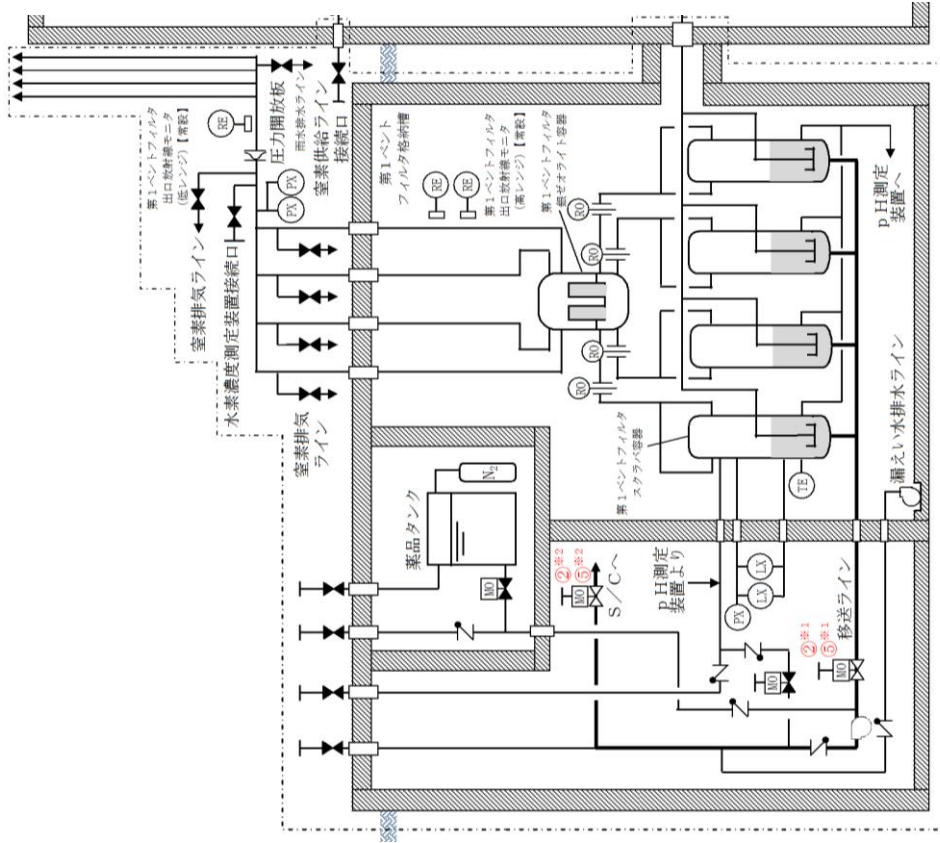 第1ベントフィルタ
出口放射線モニタ
(低レンジ)【常設】
RE
圧力開放板
雨水排水ライン
窒素供給ライン
接続口
窒素排気ライン
水素濃度測定装置接続口
PX
PX
窒素排気
ライン
第1ベント
フィルタ格納槽
RE
RE
第1ベントフィルタ
出口放射線モニタ
(高レンジ)【常設】
第1ベントフィルタ
銀ゼオライト容器
RO
RO
RO
RO
薬品タンク
N2
MO
第1ベントフィルタ
スクラバ容器
TE
pH測定
装置へ
漏えい水排水ライン
②※2
⑤※2
MO
S/Cへ
pH測定
装置より
PX
LX
LX
MO
②※1
⑤※1
MO
移送ライン